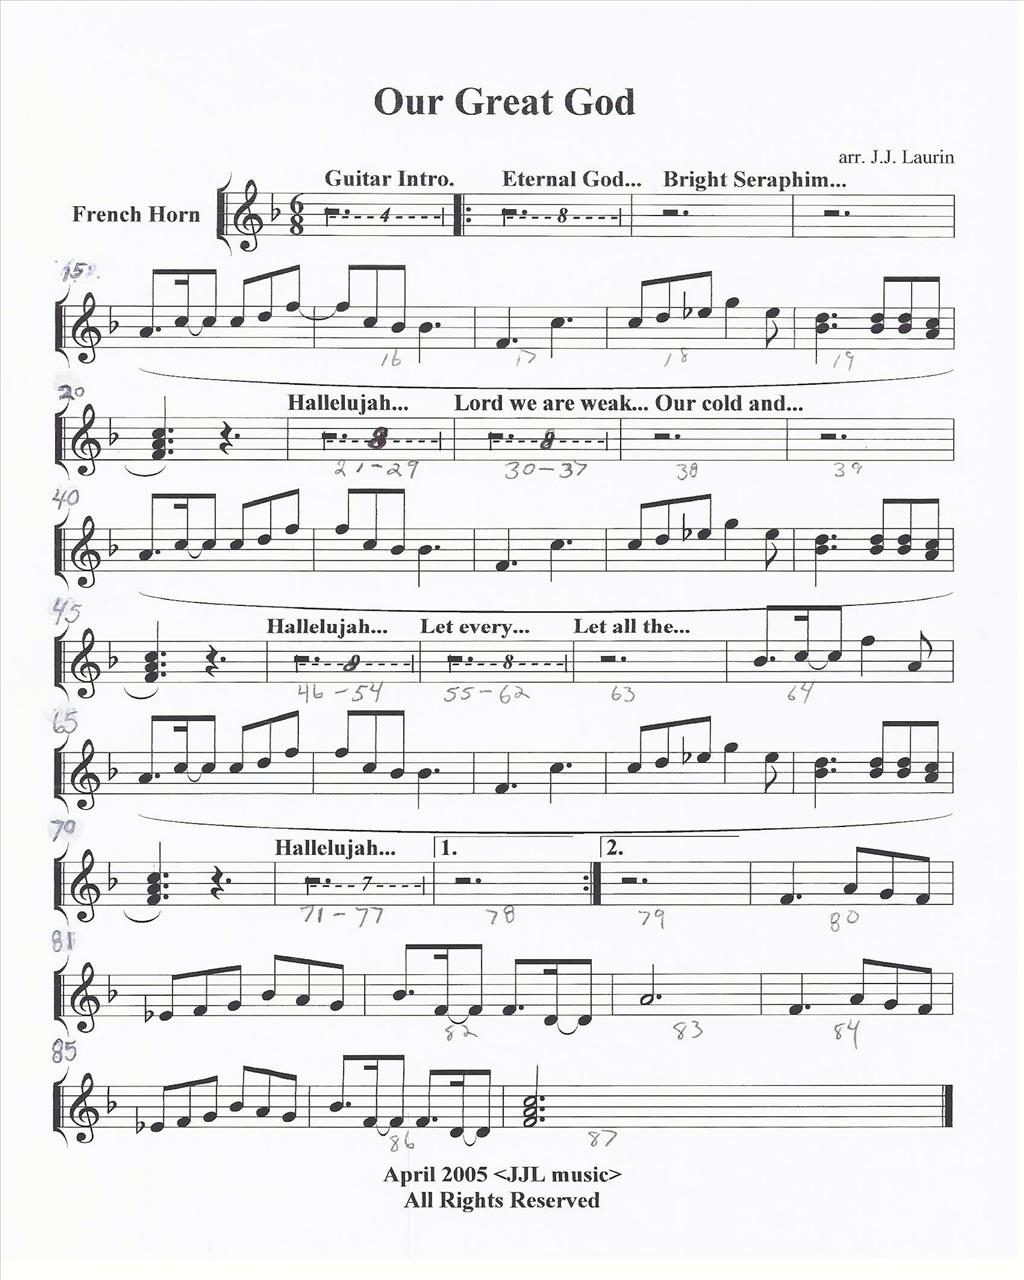 Our Great God
arr. J.J. Laurin
Guitar Intro. Eternal God... Bright Seraphim...
French Horn
6
8
4 8
15
16 17 18 19
20
Hallelujah... Lord we are weak... Our cold and...
8 8
21-29 30-37 38 39
40
45
Hallelujah... Let every... Let all the...
8 8
46-54 55-62 63 64
65
70
Hallelujah... 1. 2.
7
71-77 78 79 80
81
82 83 84
85
86 87
April 2005 <JJL music>
All Rights Reserved